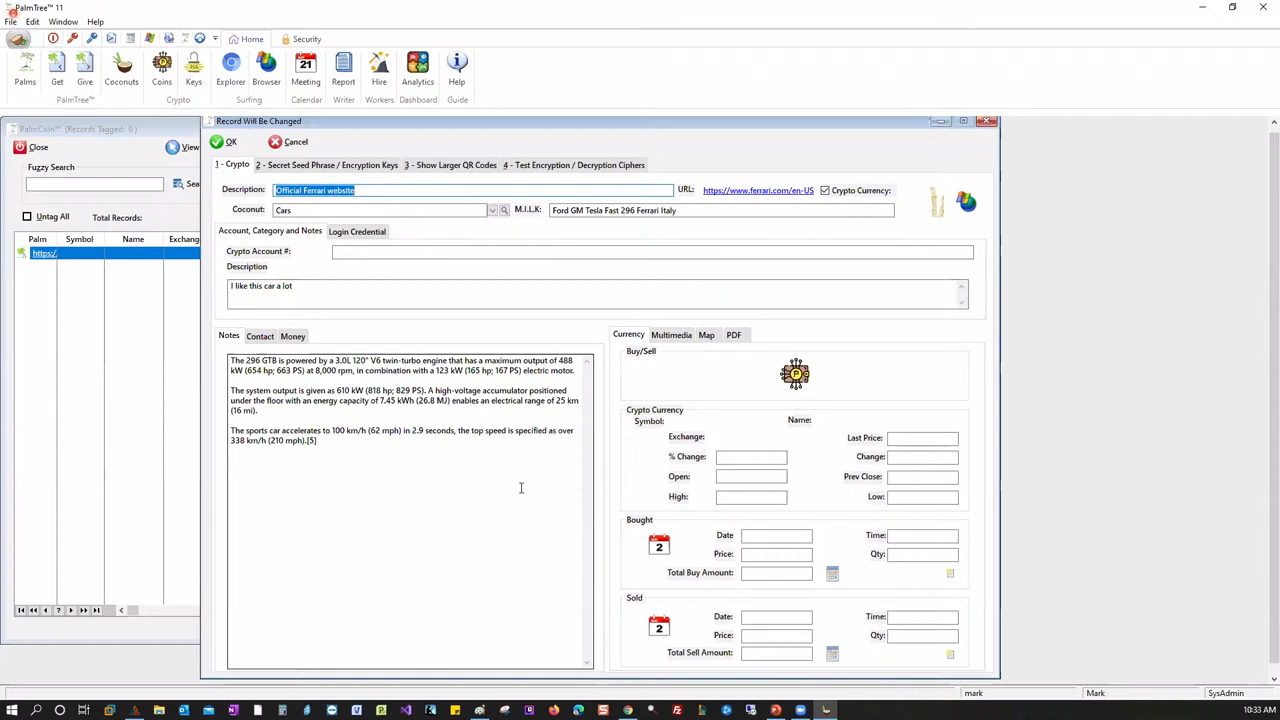 PalmTree™ 11
File Edit Window Help
Home Security
Palms Get Give Coconuts Coins Keys Explorer Browser Meeting Report Hire Analytics Help
21
PalmTree™ Crypto Surfing Calendar Writer Workers Dashboard Guide
PalmCoin™ (Records Tagged: 0 )
Close View
Fuzzy Search
Sea
Untag All Total Records:
Palm Symbol Name Exchange
https:/
Record Will Be Changed
OK Cancel
1 - Crypto 2 - Secret Seed Phrase / Encryption Keys 3 - Show Larger QR Codes 4 - Test Encryption / Decryption Ciphers
Description: Official Ferrari website URL: https://www.ferrari.com/en-US Crypto Currency:
Coconut: Cars M.I.L.K: Ford GM Tesla Fast 296 Ferrari Italy
Account, Category and Notes Login Credential
Crypto Account #:
Description
I like this car a lot
Notes Contact Money
The 296 GTB is powered by a 3.0L 120° V6 twin-turbo engine that has a maximum output of 488
kW (654 hp; 663 PS) at 8,000 rpm, in combination with a 123 kW (165 hp; 167 PS) electric motor.
The system output is given as 610 kW (818 hp; 829 PS). A high-voltage accumulator positioned
under the floor with an energy capacity of 7.45 kWh (26.8 MJ) enables an electrical range of 25 km
(16 mi).
The sports car accelerates to 100 km/h (62 mph) in 2.9 seconds, the top speed is specified as over
338 km/h (210 mph).[5]
Currency Multimedia Map PDF
Buy/Sell
P
Crypto Currency
Symbol: Name:
Exchange: Last Price:
% Change: Change:
Open: Prev Close:
High: Low:
Bought
2
Date Time:
Price: Qty:
Total Buy Amount:
Sold
2
Date: Time:
Price: Qty:
Total Sell Amount:
mark Mark SysAdmin
10:33 AM